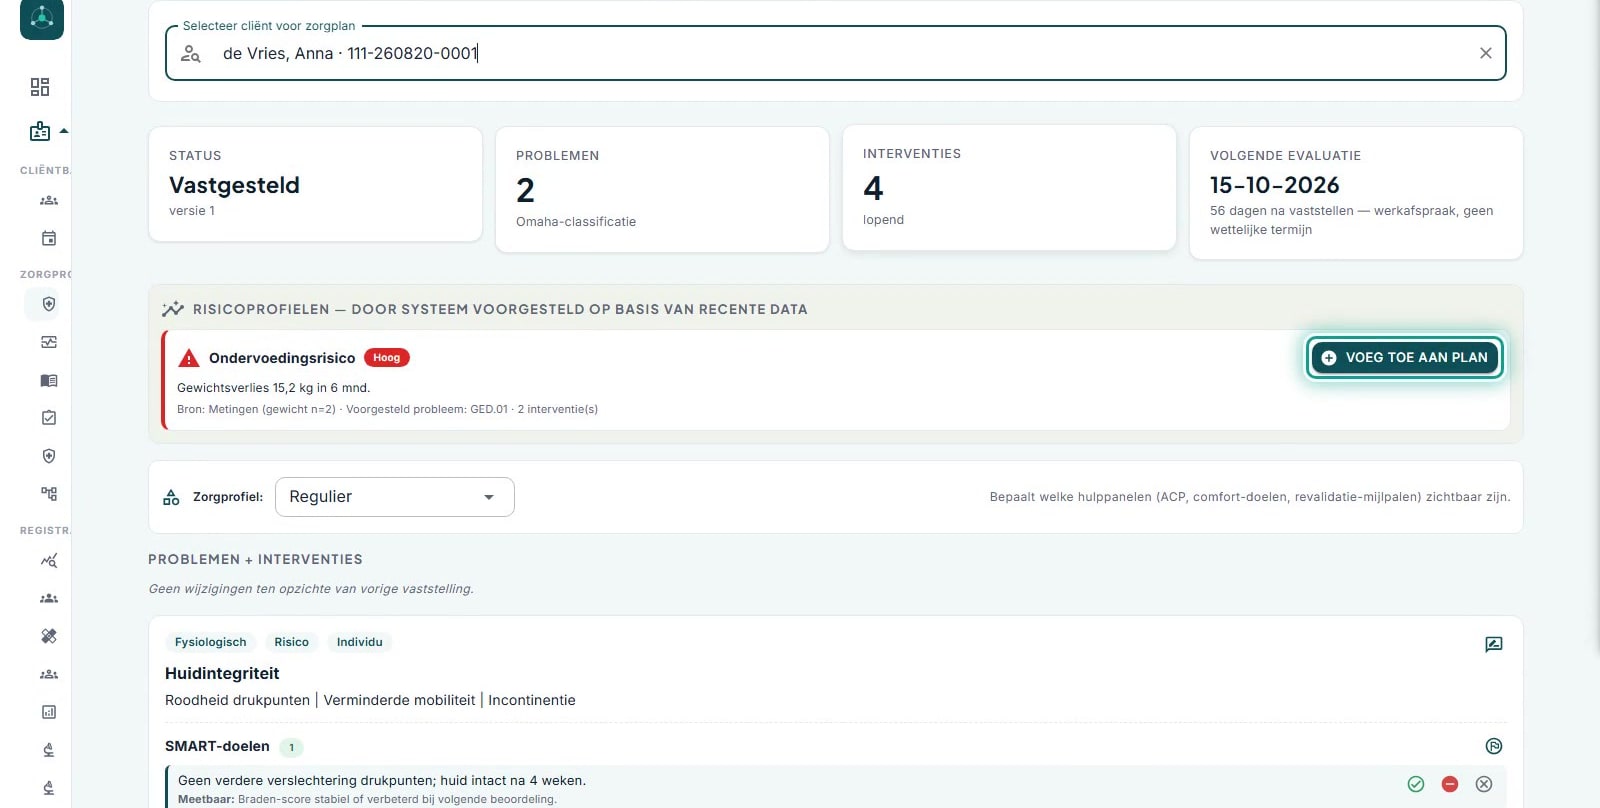 Selecteer cliënt voor zorgplan
de Vries, Anna · 111-260820-0001
CLIËNTB
ZORGPRO
REGISTR
STATUS
Vastgesteld
versie 1
PROBLEMEN
2
Omaha-classificatie
INTERVENTIES
4
lopend
VOLGENDE EVALUATIE
15-10-2026
56 dagen na vaststellen — werkafspraak, geen
wettelijke termijn
RISICOPROFIELEN — DOOR SYSTEEM VOORGESTELD OP BASIS VAN RECENTE DATA
Ondervoedingsrisico Hoog
VOEG TOE AAN PLAN
Gewichtsverlies 15,2 kg in 6 mnd.
Bron: Metingen (gewicht n=2) · Voorgesteld probleem: GED.01 · 2 interventie(s)
Zorgprofiel: Regulier
Bepaalt welke hulppanelen (ACP, comfort-doelen, revalidatie-mijlpalen) zichtbaar zijn.
PROBLEMEN + INTERVENTIES
Geen wijzigingen ten opzichte van vorige vaststelling.
Fysiologisch Risico Individu
Huidintegriteit
Roodheid drukpunten | Verminderde mobiliteit | Incontinentie
SMART-doelen 1
Geen verdere verslechtering drukpunten; huid intact na 4 weken.
Meetbaar: Braden-score stabiel of verbeterd bij volgende beoordeling.